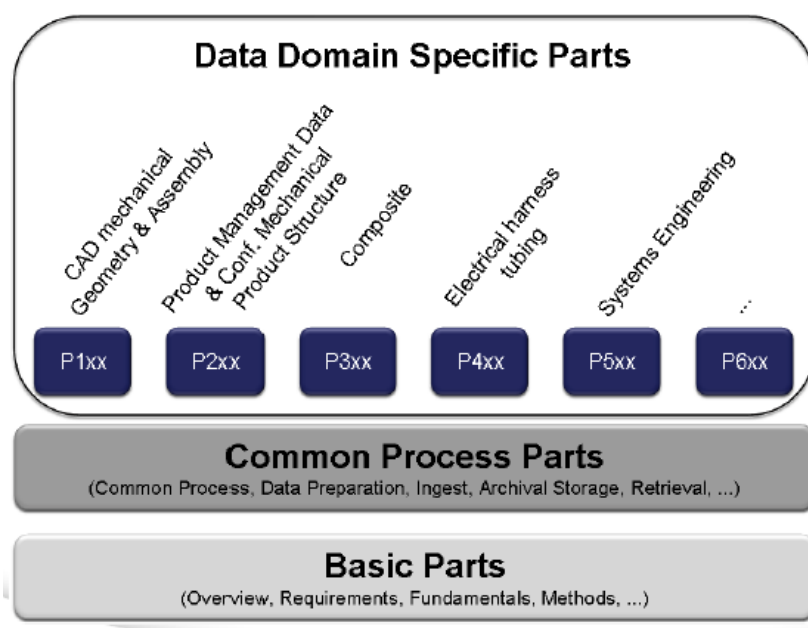 Data Domain Specific Parts
CAD mechanical
Geometry & Assembly
Product Management Data
& Conf. Mechanical
Product Structure
Composite
Electrical harness
tubing
Systems Engineering
...
P1xx
P2xx
P3xx
P4xx
P5xx
P6xx
Common Process Parts
(Common Process, Data Preparation, Ingest, Archival Storage, Retrieval, ...)
Basic Parts
(Overview, Requirements, Fundamentals, Methods, ...)